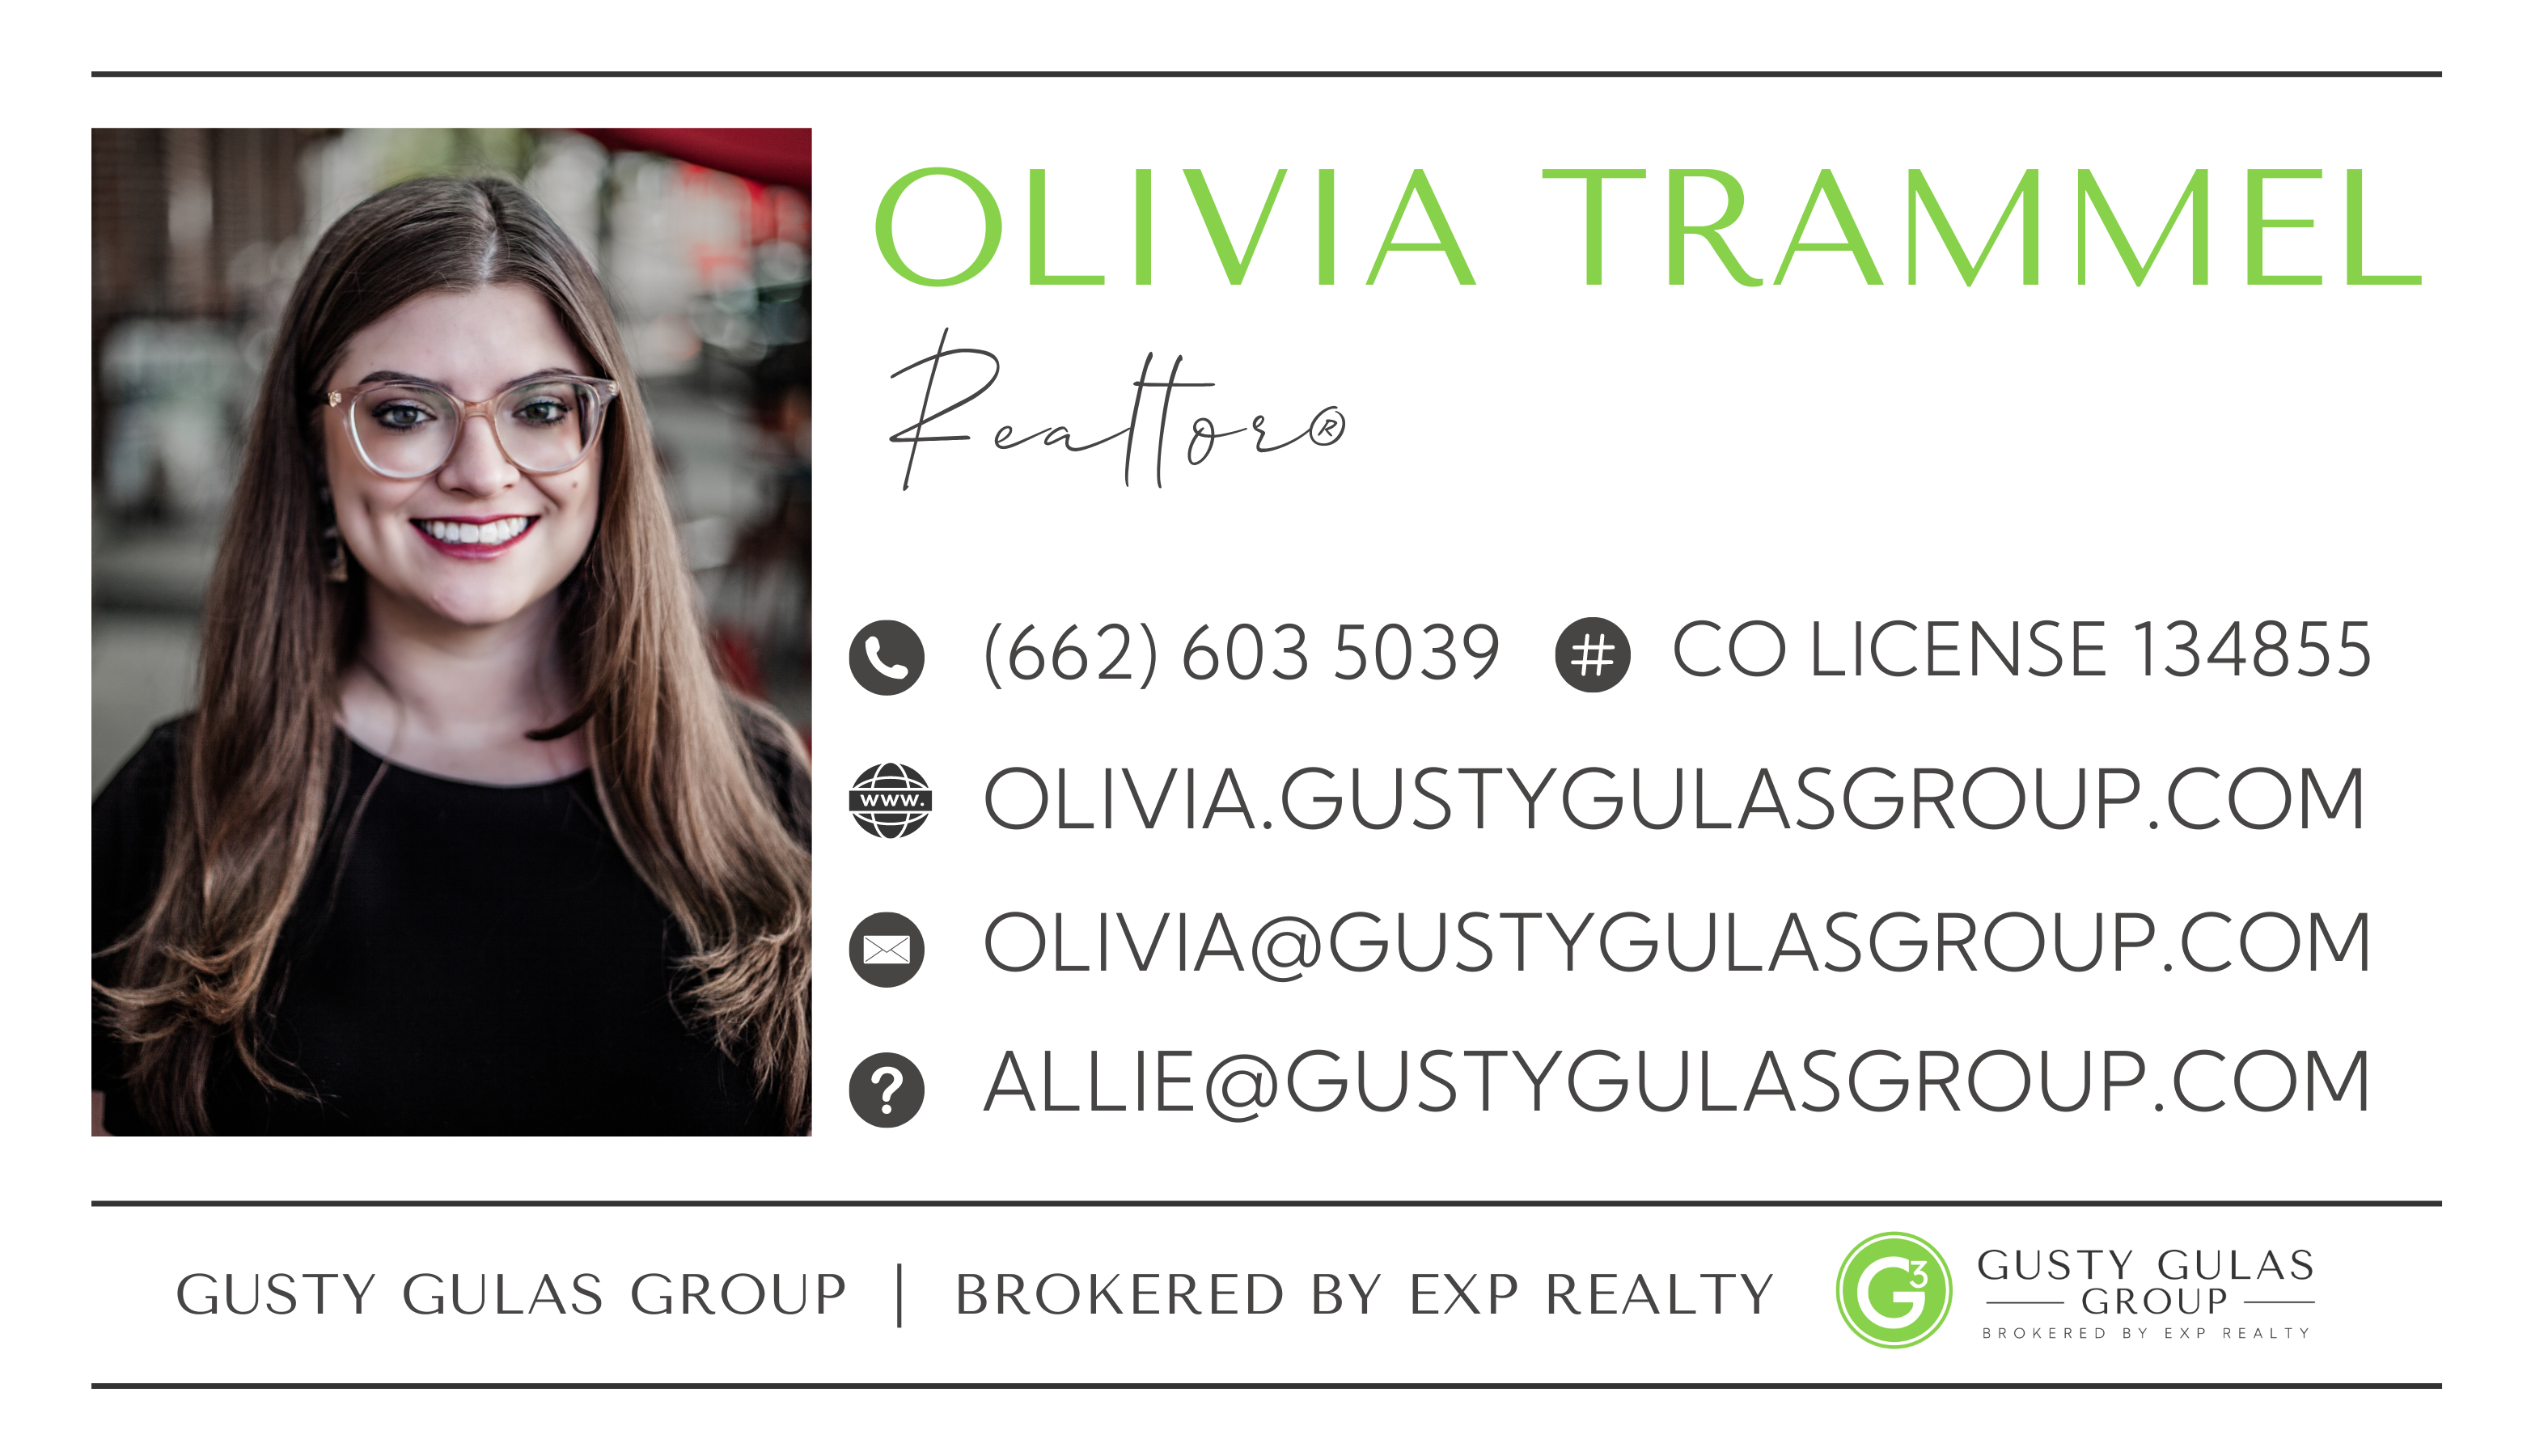 OLIVIA TRAMMEL
Realtor®
(662) 603 5039
# CO LICENSE 134855
WWW. OLIVIA.GUSTYGULASGROUP.COM
OLIVIA@GUSTYGULASGROUP.COM
? ALLIE@GUSTYGULASGROUP.COM
GUSTY GULAS GROUP | BROKERED BY EXP REALTY
G3
GUSTY GULAS
GROUP
BROKERED BY EXP REALTY